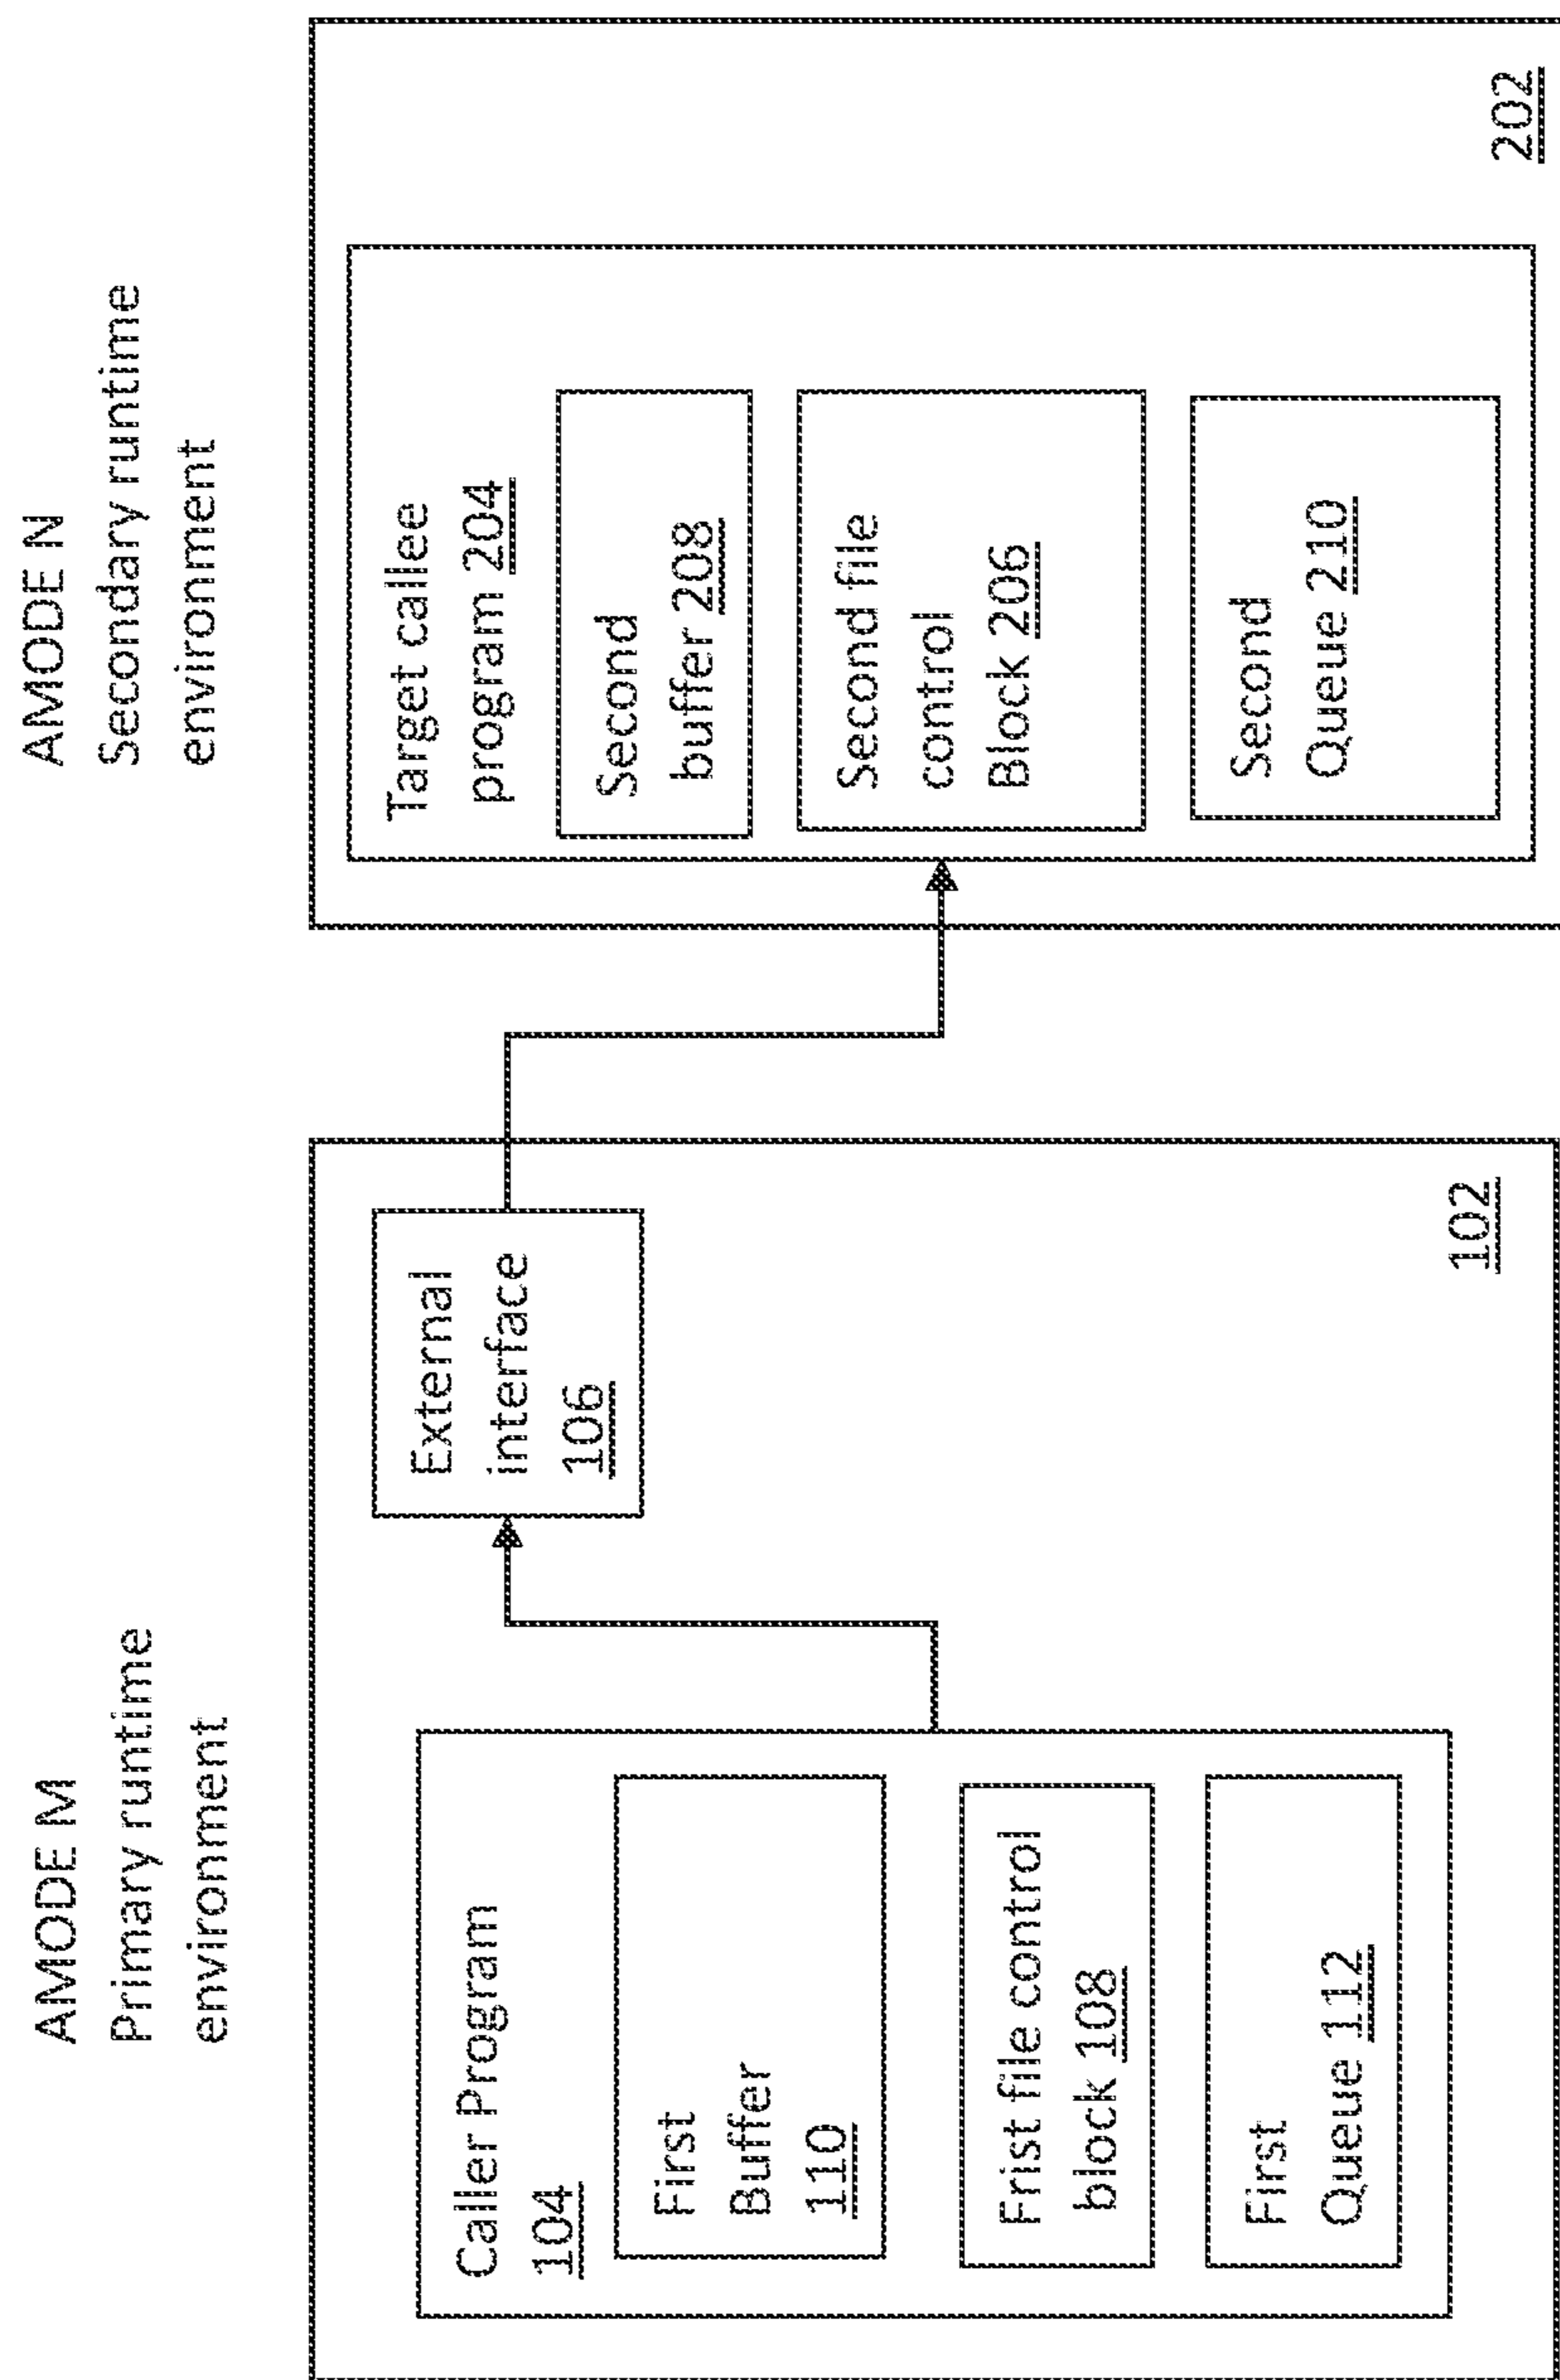 AMODE M
Primary runtime
environment
Caller Program
104
First
Buffer
110
Frist file control
block 108
First
Queue 112
External
interface
106
102
AMODE N
Secondary runtime
environment
Target callee
program 204
Second
buffer 208
Second file
control
Block 206
Second
Queue 210
202